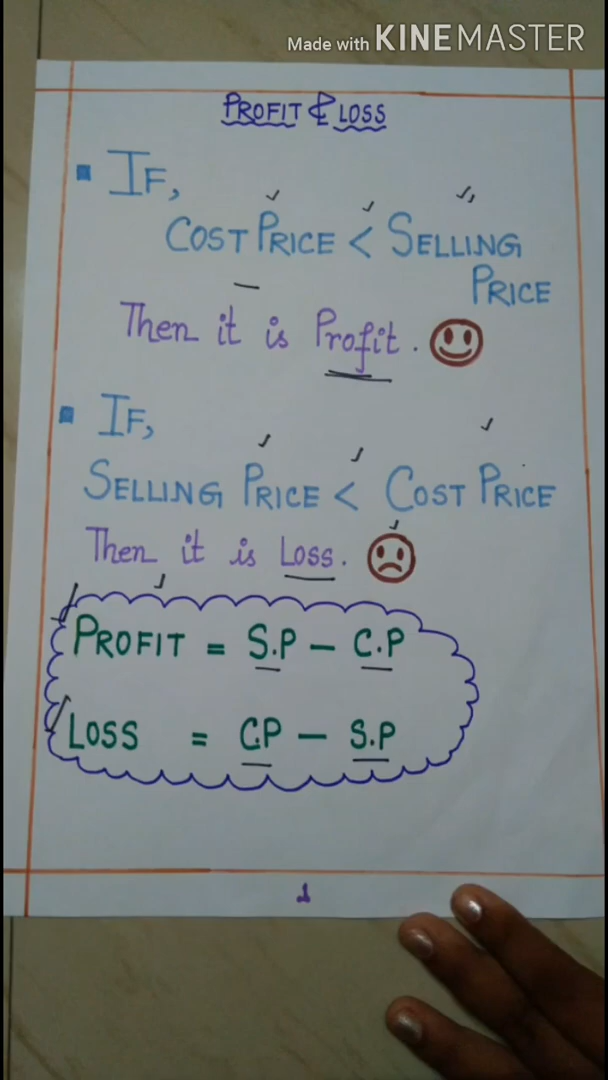 Made with KINEMASTER
PROFIT & LOSS
IF,
COST PRICE < SELLING
PRICE
Then it is Profit.
IF,
SELLING PRICE < COST PRICE
Then it is Loss.
PROFIT = S.P – C.P
LOSS = C.P – S.P
1